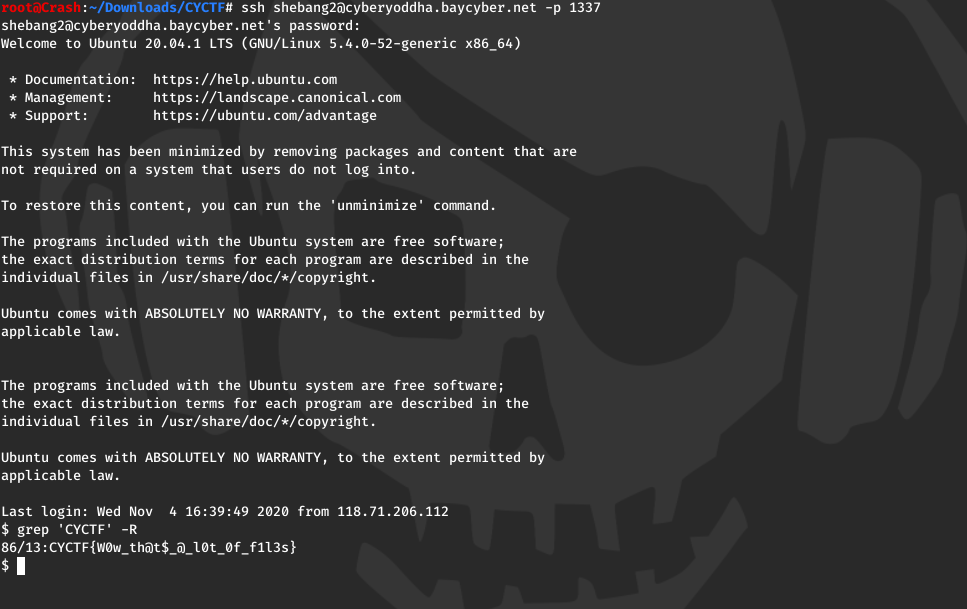 root@Crash:~/Downloads/CYCTF# ssh shebang2@cyberyoddha.baycyber.net -p 1337
shebang2@cyberyoddha.baycyber.net's password:
Welcome to Ubuntu 20.04.1 LTS (GNU/Linux 5.4.0-52-generic x86_64)
* Documentation:  https://help.ubuntu.com
* Management:     https://landscape.canonical.com
* Support:        https://ubuntu.com/advantage
This system has been minimized by removing packages and content that are
not required on a system that users do not log into.
To restore this content, you can run the 'unminimize' command.
The programs included with the Ubuntu system are free software;
the exact distribution terms for each program are described in the
individual files in /usr/share/doc/*/copyright.
Ubuntu comes with ABSOLUTELY NO WARRANTY, to the extent permitted by
applicable law.
The programs included with the Ubuntu system are free software;
the exact distribution terms for each program are described in the
individual files in /usr/share/doc/*/copyright.
Ubuntu comes with ABSOLUTELY NO WARRANTY, to the extent permitted by
applicable law.
Last login: Wed Nov  4 16:39:49 2020 from 118.71.206.112
$ grep 'CYCTF' -R
86/13:CYCTF{W0w_th@t$_@_l0t_0f_f1l3s}
$